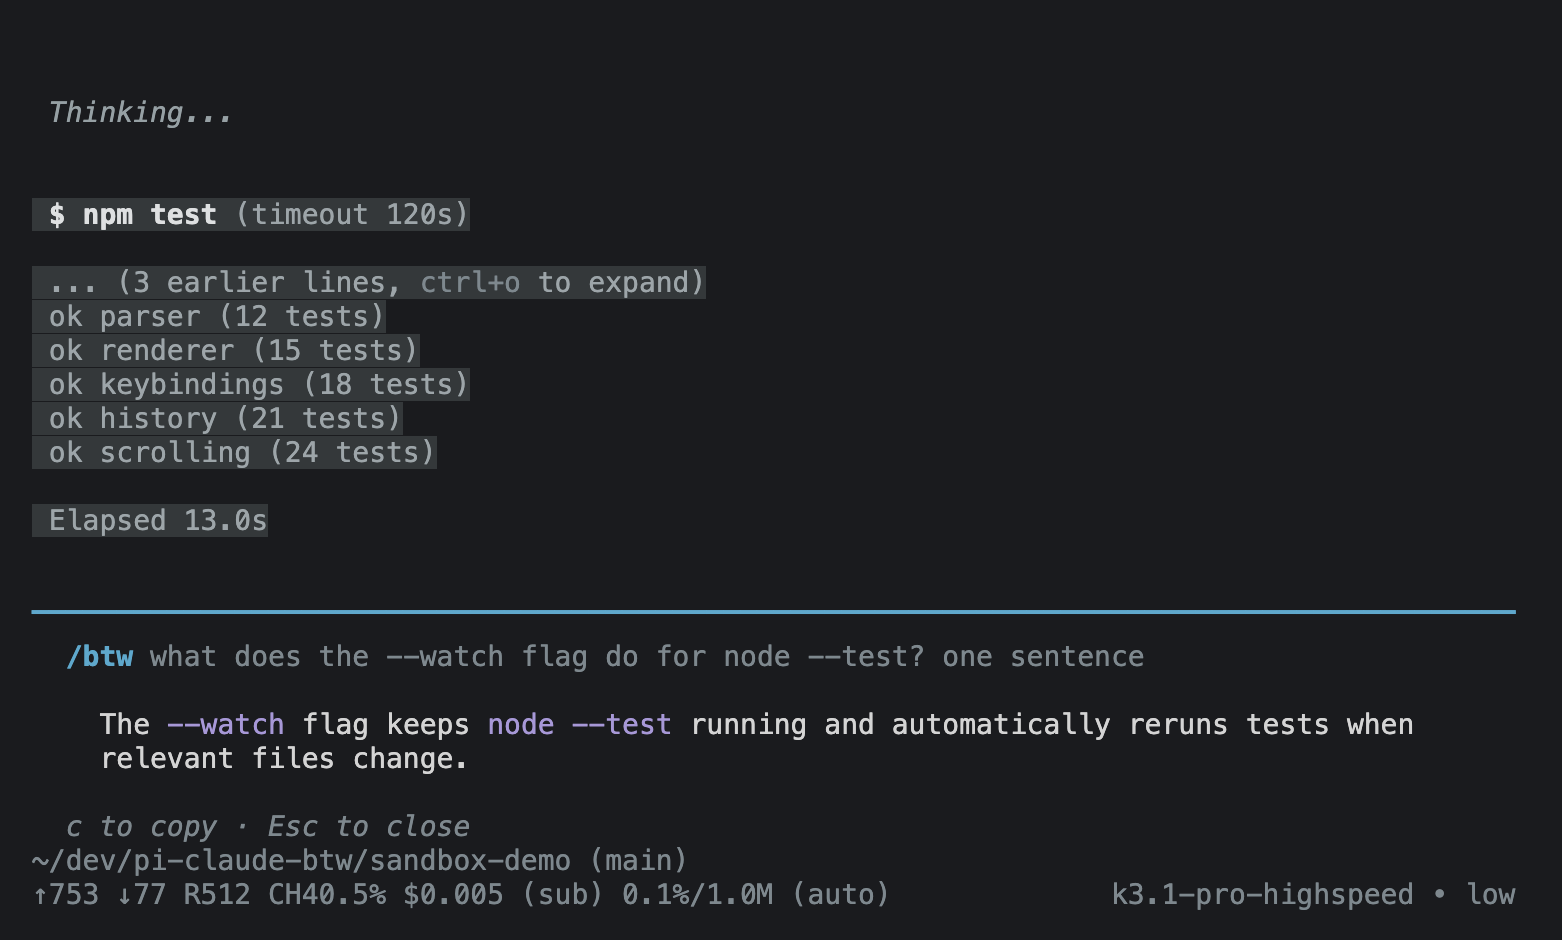 Thinking...
$ npm test (timeout 120s)
... (3 earlier lines, ctrl+o to expand)
ok parser (12 tests)
ok renderer (15 tests)
ok keybindings (18 tests)
ok history (21 tests)
ok scrolling (24 tests)
Elapsed 13.0s
/btw what does the --watch flag do for node --test? one sentence
The --watch flag keeps node --test running and automatically reruns tests when
relevant files change.
c to copy · Esc to close
~/dev/pi-claude-btw/sandbox-demo (main)
↑753 ↓77 R512 CH40.5% $0.005 (sub) 0.1%/1.0M (auto) k3.1-pro-highspeed • low